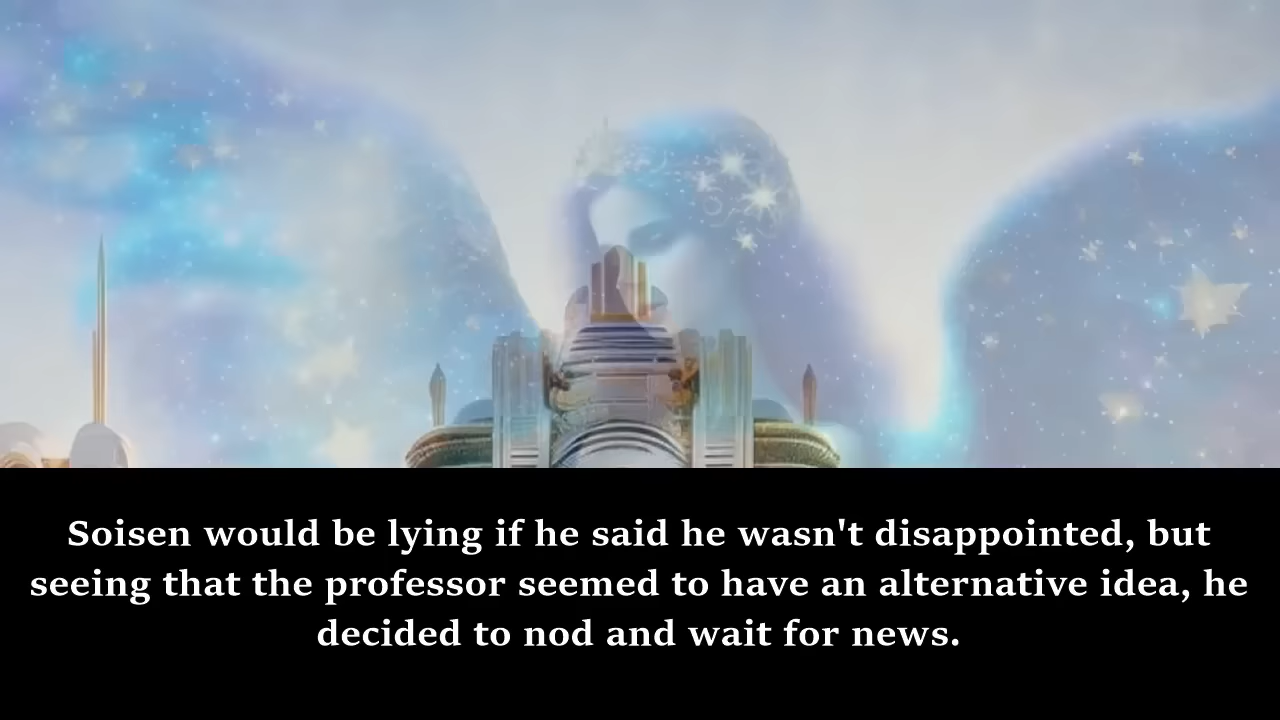 Soisen would be lying if he said he wasn't disappointed, but
seeing that the professor seemed to have an alternative idea, he
decided to nod and wait for news.